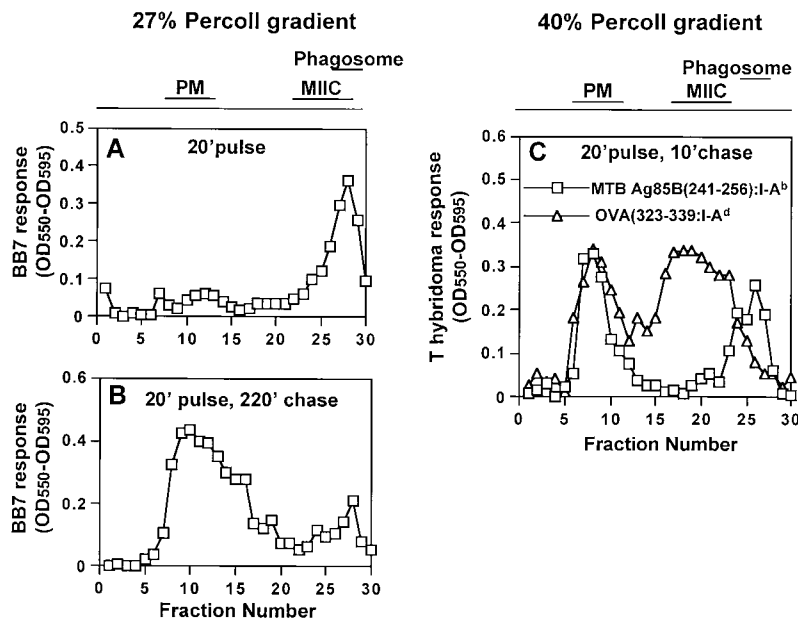 27% Percoll gradient
40% Percoll gradient
Phagosome
PM
MIIC
Phagosome
PM
MIIC
A
20'pulse
BB7 response
(OD550-OD595)
0.5
0.4
0.3
0.2
0.1
0
0 5 10 15 20 25 30
B
20' pulse, 220' chase
BB7 response
(OD550-OD595)
0.6
0.4
0.2
0
0 5 10 15 20 25 30
Fraction Number
C
20'pulse, 10'chase
MTB Ag85B(241-256):I-Ab
OVA(323-339:I-Ad
T hybridoma response
(OD550-OD595)
0.6
0.5
0.4
0.3
0.2
0.1
0
0 5 10 15 20 25 30
Fraction Number